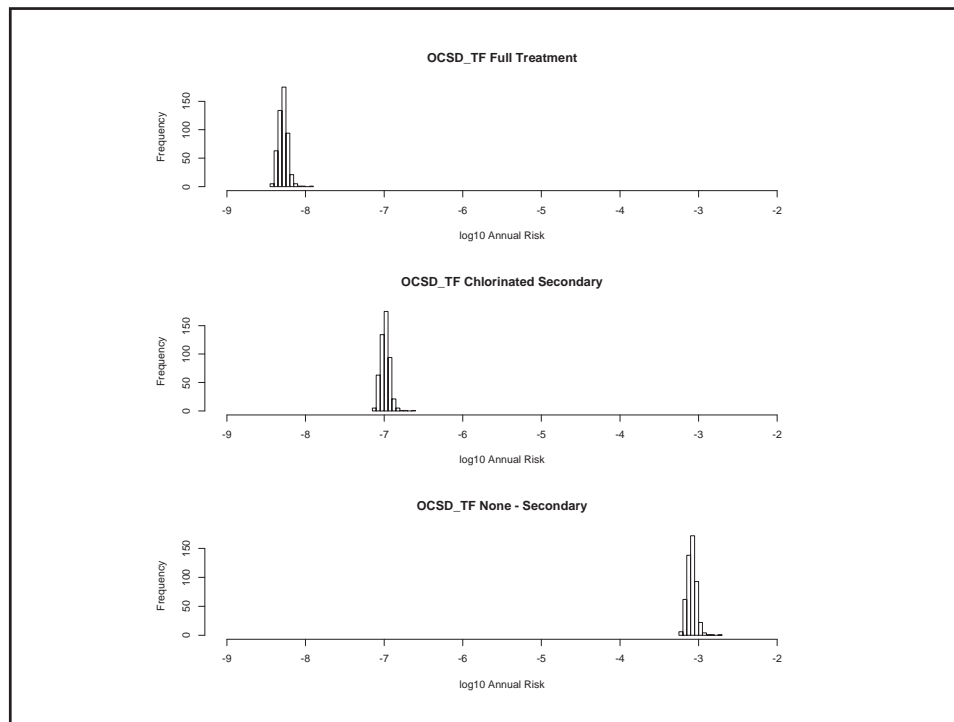 OCSD_TF Full Treatment
Frequency
0 50 100 150
-9 -8 -7 -6 -5 -4 -3 -2
log10 Annual Risk
OCSD_TF Chlorinated Secondary
Frequency
0 50 100 150
-9 -8 -7 -6 -5 -4 -3 -2
log10 Annual Risk
OCSD_TF None - Secondary
Frequency
0 50 100 150
-9 -8 -7 -6 -5 -4 -3 -2
log10 Annual Risk